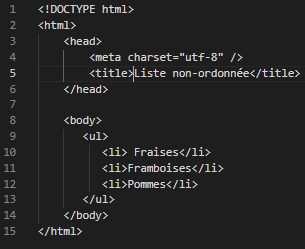 1 <!DOCTYPE html>
2 <html>
3 <head>
4 <meta charset="utf-8" />
5 <title>Liste non-ordonnée</title>
6 </head>
7
8 <body>
9 <ul>
10 <li> Fraises</li>
11 <li>Framboises</li>
12 <li>Pommes</li>
13 </ul>
14 </body>
15 </html>